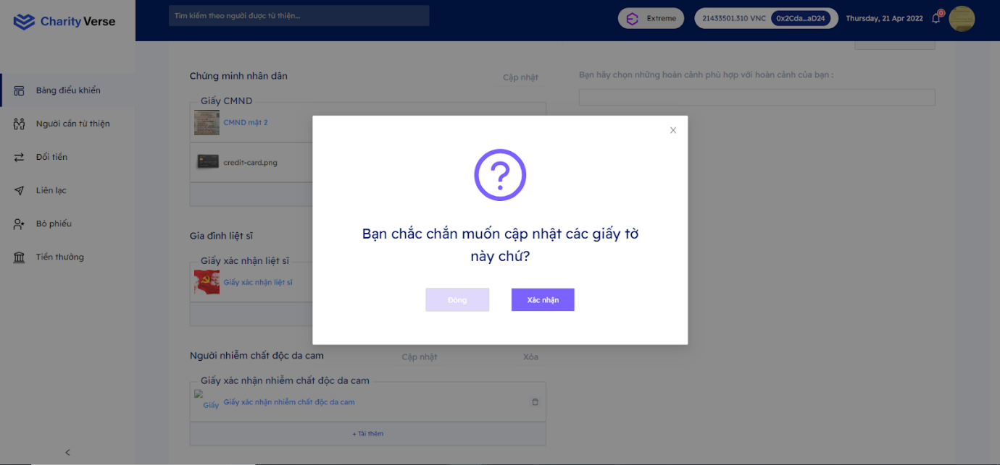 Charity Verse
Tìm kiếm theo người được từ thiện...
Extreme
21433501.310 VNC
0x2Cda...aD24
Thursday, 21 Apr 2022
0
Bảng điều khiển
Người cần từ thiện
Đổi tiền
Liên lạc
Bỏ phiếu
Tiền thưởng
Chứng minh nhân dân
Cập nhật
Giấy CMND
CMND mặt 2
credit-card.png
Bạn hãy chọn những hoàn cảnh phù hợp với hoàn cảnh của bạn :
Bạn chắc chắn muốn cập nhật các giấy tờ
này chứ?
Đóng
Xác nhận
Gia đình liệt sĩ
Giấy xác nhận liệt sĩ
Giấy xác nhận liệt sĩ
Người nhiễm chất độc da cam
Cập nhật
Xóa
Giấy xác nhận nhiễm chất độc da cam
Giấy
Giấy xác nhận nhiễm chất độc da cam
+ Tải thêm